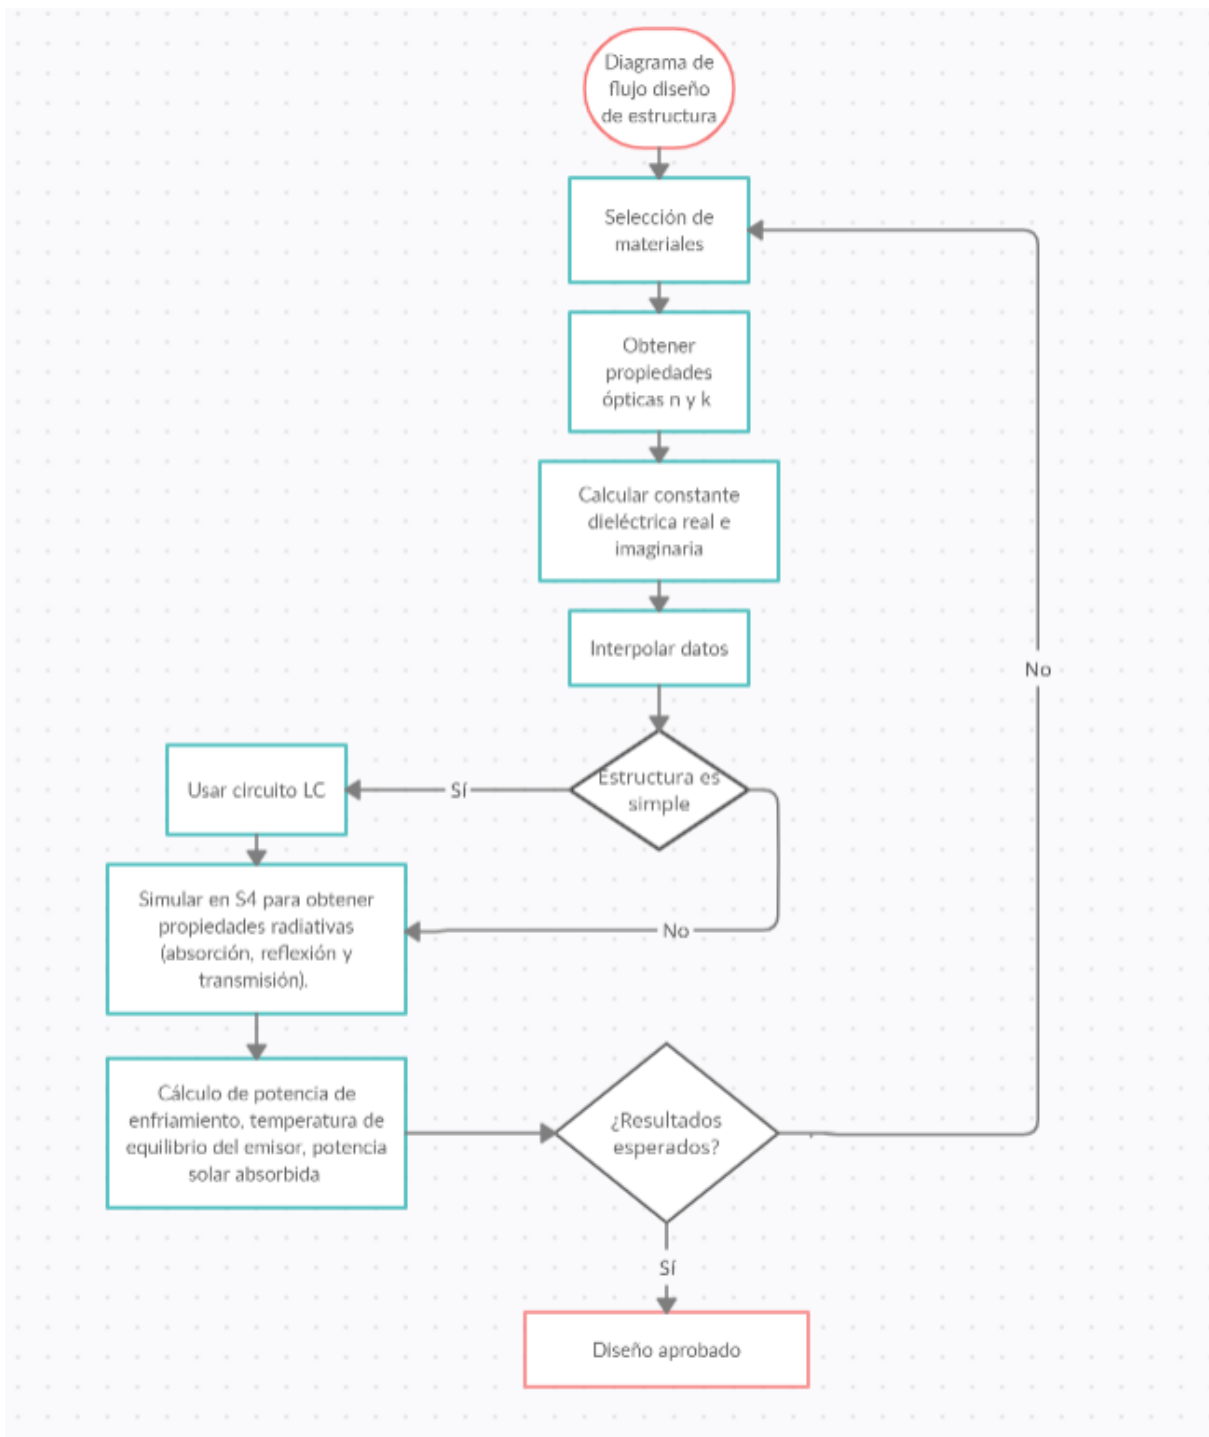 Diagrama de
flujo diseño
de estructura
Selección de
materiales
Obtener
propiedades
ópticas n y k
Calcular constante
dieléctrica real e
imaginaria
Interpolar datos
No
Estructura es
simple
Sí
Usar circuito LC
Simular en S4 para obtener
propiedades radiativas
(absorción, reflexión y
transmisión).
No
Cálculo de potencia de
enfriamiento, temperatura de
equilibrio del emisor, potencia
solar absorbida
¿Resultados
esperados?
Sí
Diseño aprobado